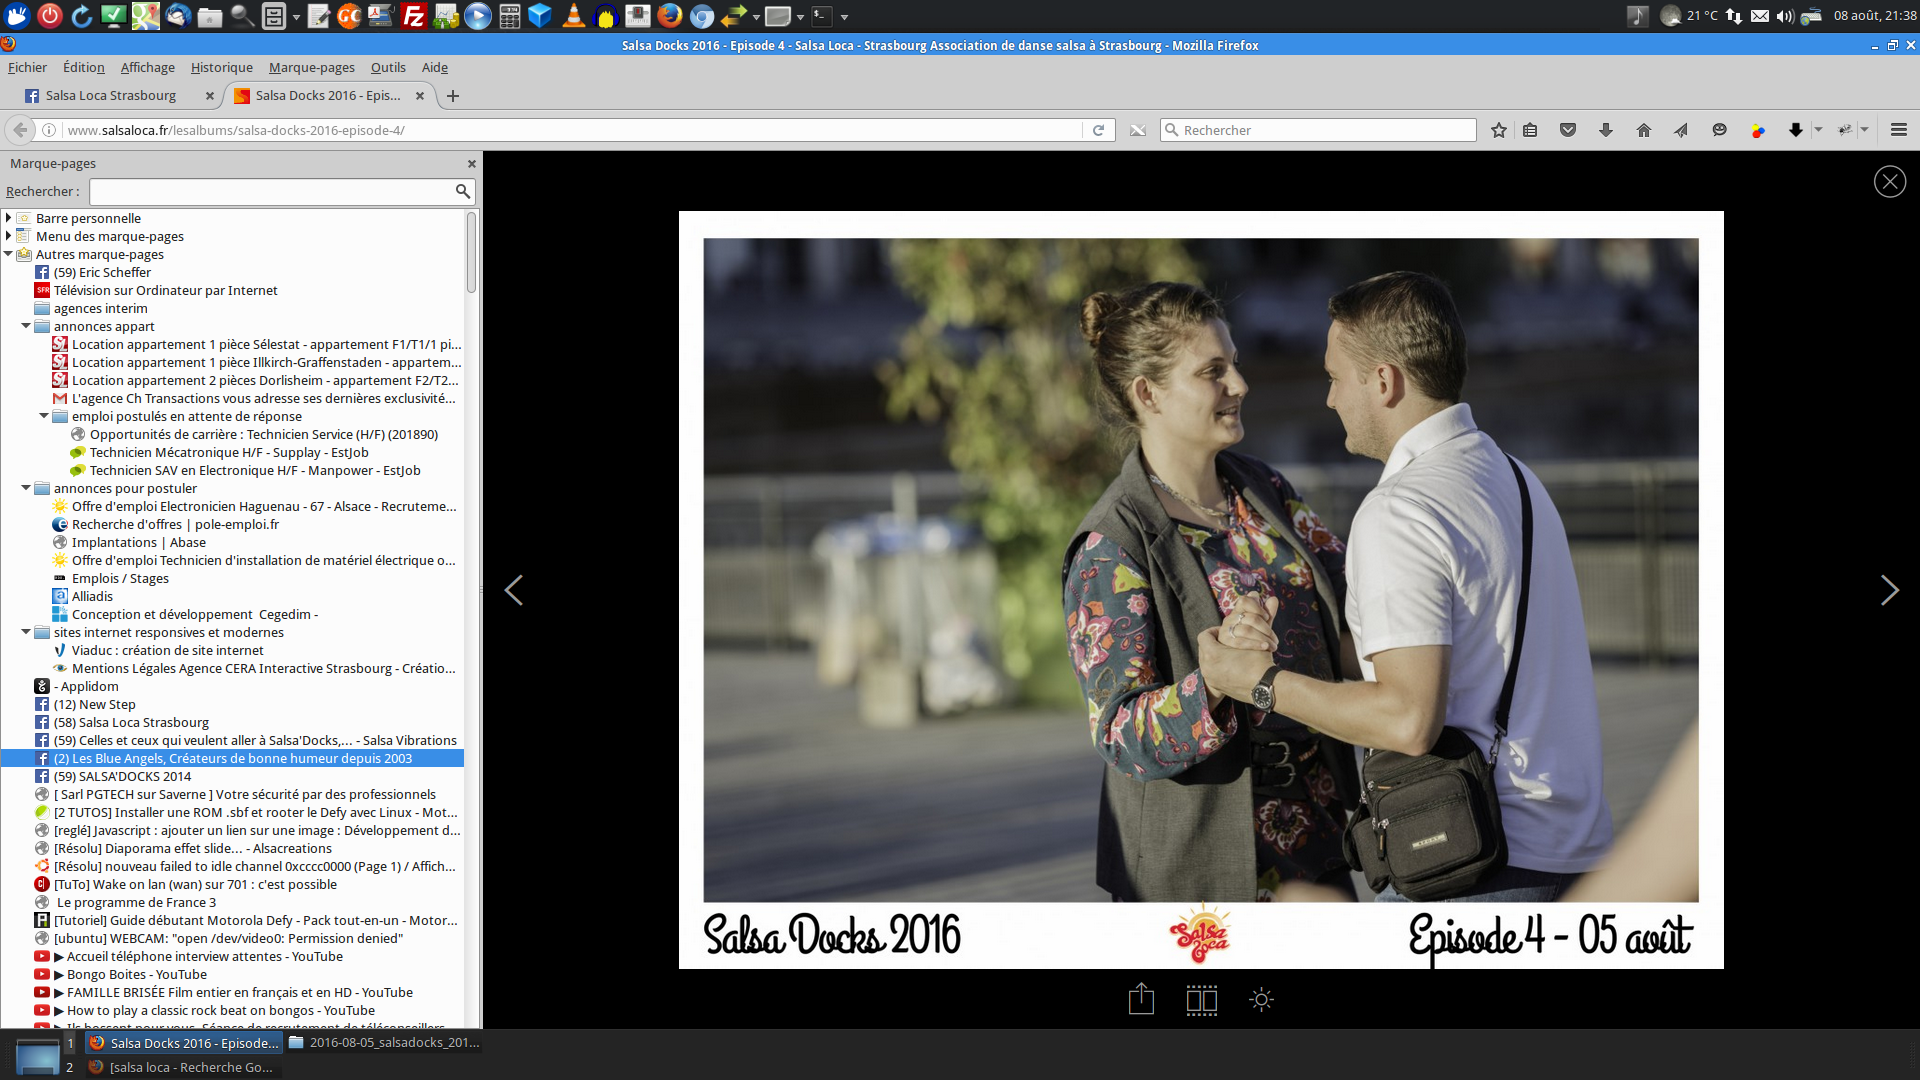 21 °C
08 août, 21:38
Salsa Docks 2016 - Episode 4 - Salsa Loca - Strasbourg Association de danse salsa à Strasbourg - Mozilla Firefox
Fichier Édition Affichage Historique Marque-pages Outils Aide
Salsa Loca Strasbourg
Salsa Docks 2016 - Epis...
www.salsaloca.fr/lesalbums/salsa-docks-2016-episode-4/
Rechercher
Marque-pages
Rechercher :
Barre personnelle
Menu des marque-pages
Autres marque-pages
(59) Eric Scheffer
SFR Télévision sur Ordinateur par Internet
agences interim
annonces appart
Location appartement 1 pièce Sélestat - appartement F1/T1/1 pi...
Location appartement 1 pièce Illkirch-Graffenstaden - appartem...
Location appartement 2 pièces Dorlisheim - appartement F2/T2...
L'agence Ch Transactions vous adresse ses dernières exclusivité...
emploi postulés en attente de réponse
Opportunités de carrière : Technicien Service (H/F) (201890)
Technicien Mécatronique H/F - Supplay - EstJob
Technicien SAV en Electronique H/F - Manpower - EstJob
annonces pour postuler
Offre d'emploi Electronicien Haguenau - 67 - Alsace - Recruteme...
Recherche d'offres | pole-emploi.fr
Implantations | Abase
Offre d'emploi Technicien d'installation de matériel électrique o...
Emplois / Stages
Alliadis
Conception et développement Cegedim -
sites internet responsives et modernes
Viaduc : création de site internet
Mentions Légales Agence CERA Interactive Strasbourg - Créatio...
- Applidom
(12) New Step
(58) Salsa Loca Strasbourg
(59) Celles et ceux qui veulent aller à Salsa'Docks,... - Salsa Vibrations
(2) Les Blue Angels, Créateurs de bonne humeur depuis 2003
(59) SALSA'DOCKS 2014
[ Sarl PGTECH sur Saverne ] Votre sécurité par des professionnels
[2 TUTOS] Installer une ROM .sbf et rooter le Defy avec Linux - Mot...
[reglé] Javascript : ajouter un lien sur une image : Développement d...
[Résolu] Diaporama effet slide... - Alsacreations
[Résolu] nouveau failed to idle channel 0xcccc0000 (Page 1) / Affich...
[TuTo] Wake on lan (wan) sur 701 : c'est possible
Le programme de France 3
[Tutoriel] Guide débutant Motorola Defy - Pack tout-en-un - Motor...
[ubuntu] WEBCAM: "open /dev/video0: Permission denied"
▶ Accueil téléphone interview attentes - YouTube
▶ Bongo Boites - YouTube
▶ FAMILLE BRISÉE Film entier en français et en HD - YouTube
▶ How to play a classic rock beat on bongos - YouTube
Salsa Docks 2016
Salsa Loca
Episode 4 - 05 août
1
Salsa Docks 2016 - Episode...
2016-08-05_salsadocks_201...
2
[salsa loca - Recherche Go...